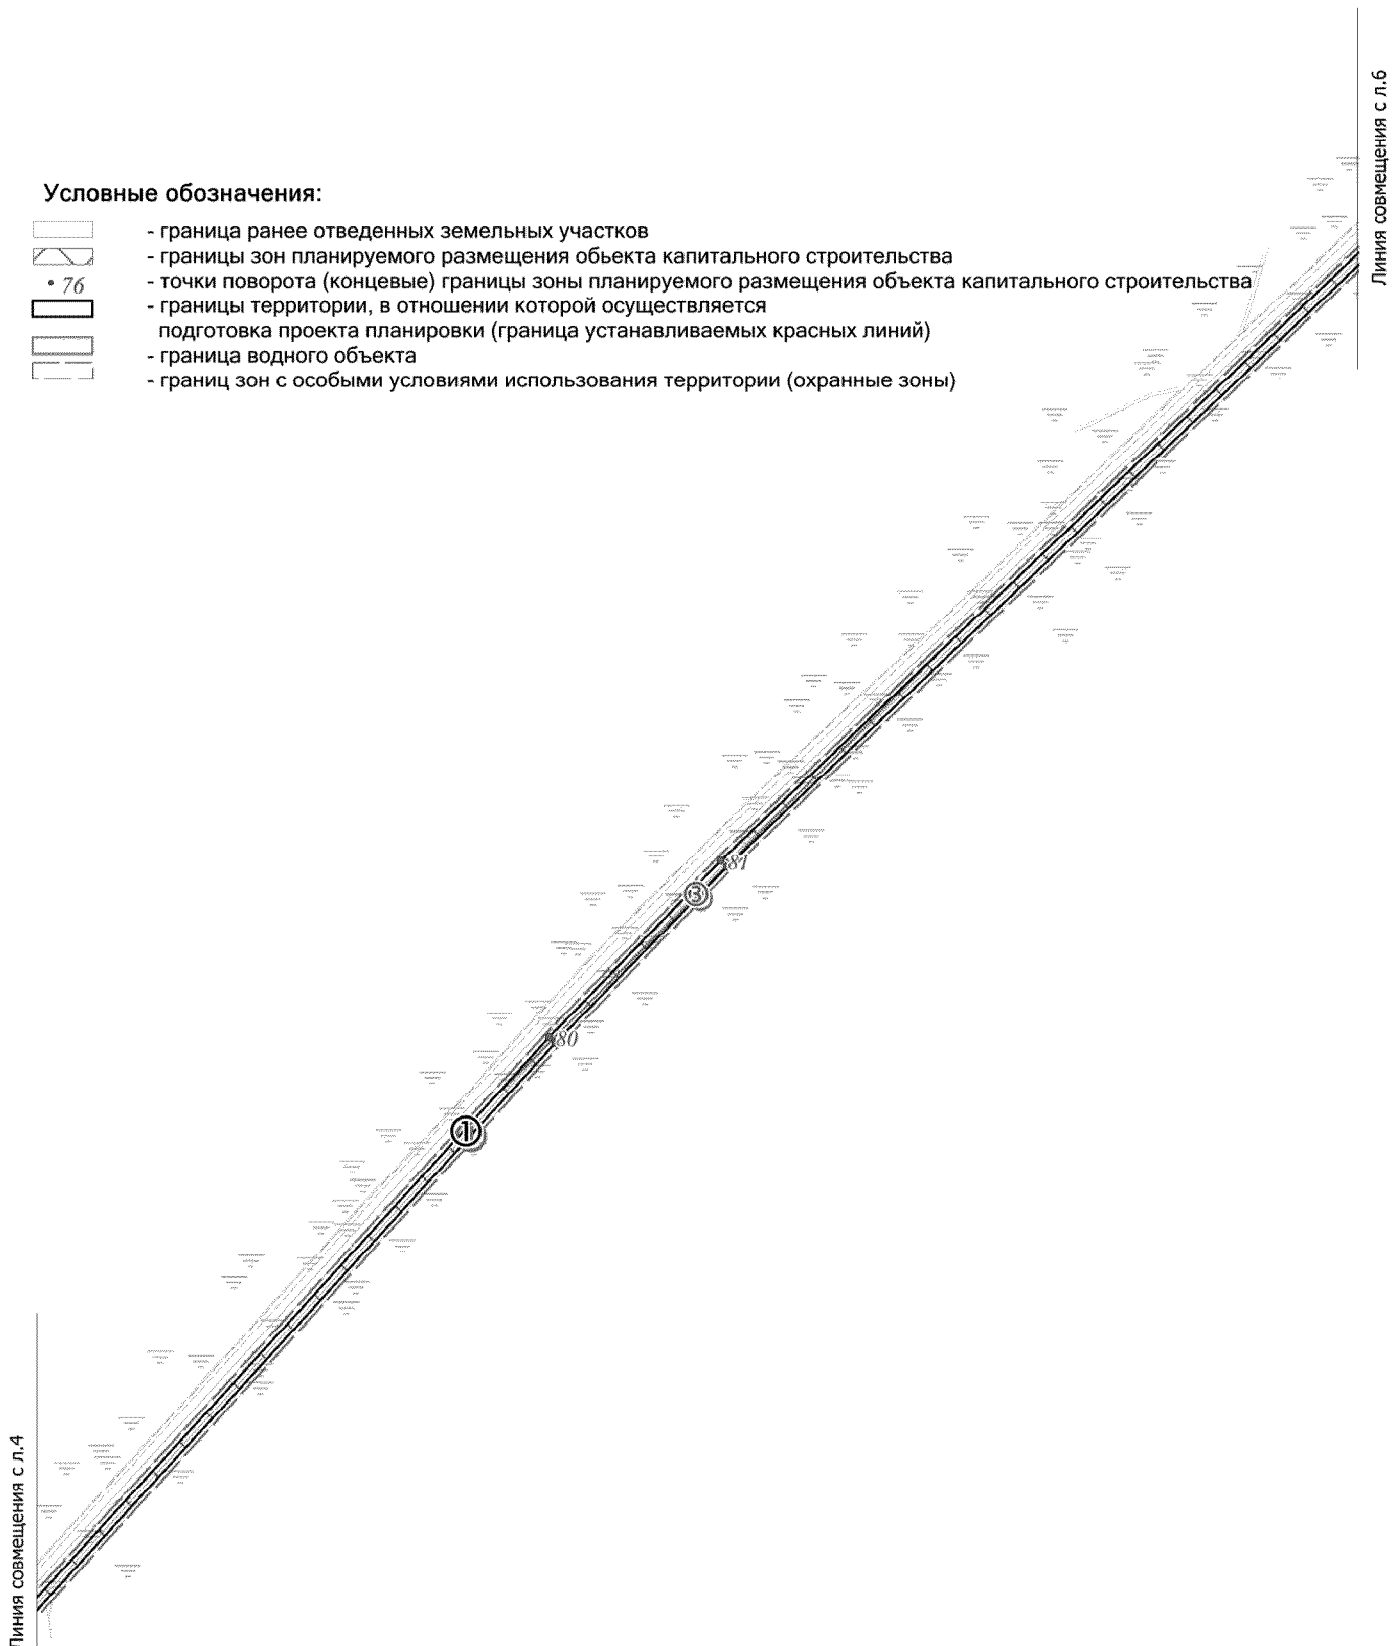 Линия совмещения с л.6
Условные обозначения:
- граница ранее отведенных земельных участков
- границы зон планируемого размещения обьекта капитального строительства
• 76 - точки поворота (концевые) границы зоны планируемого размещения объекта капитального строительства
- границы территории, в отношении которой осуществляется
подготовка проекта планировки (граница устанавливаемых красных линий)
- граница водного объекта
- границ зон с особыми условиями использования территории (охранные зоны)
81
3
80
1
Линия совмещения с л.4